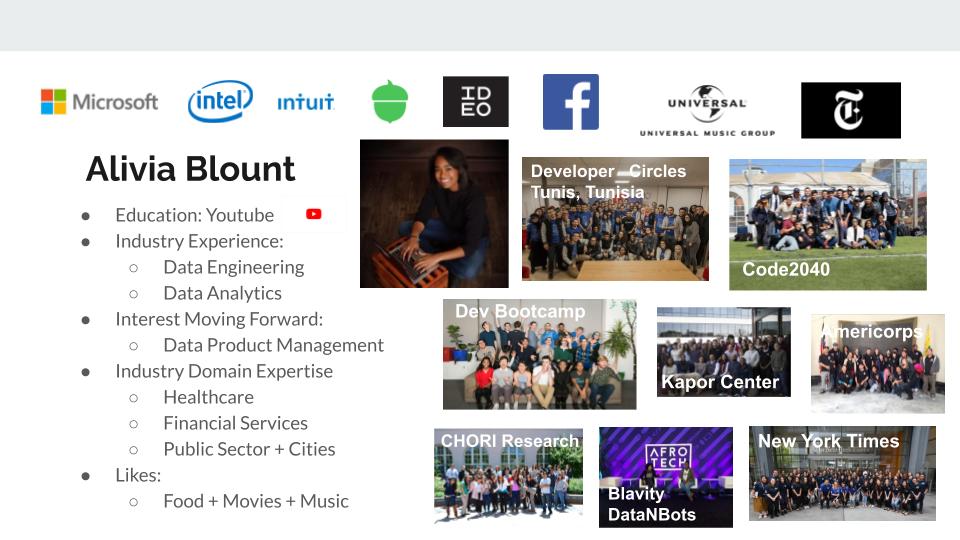 Microsoft
intel
intuit
ID
EO
f
UNIVERSAL
UNIVERSAL MUSIC GROUP
T
Alivia Blount
● Education: Youtube
● Industry Experience:
○ Data Engineering
○ Data Analytics
● Interest Moving Forward:
○ Data Product Management
● Industry Domain Expertise
○ Healthcare
○ Financial Services
○ Public Sector + Cities
● Likes:
○ Food + Movies + Music
Developer Circles
Tunis, Tunisia
Code2040
Dev Bootcamp
Kapor Center
Americorps
CHORI Research
AFRO
TECH
Blavity
DataNBots
New York Times